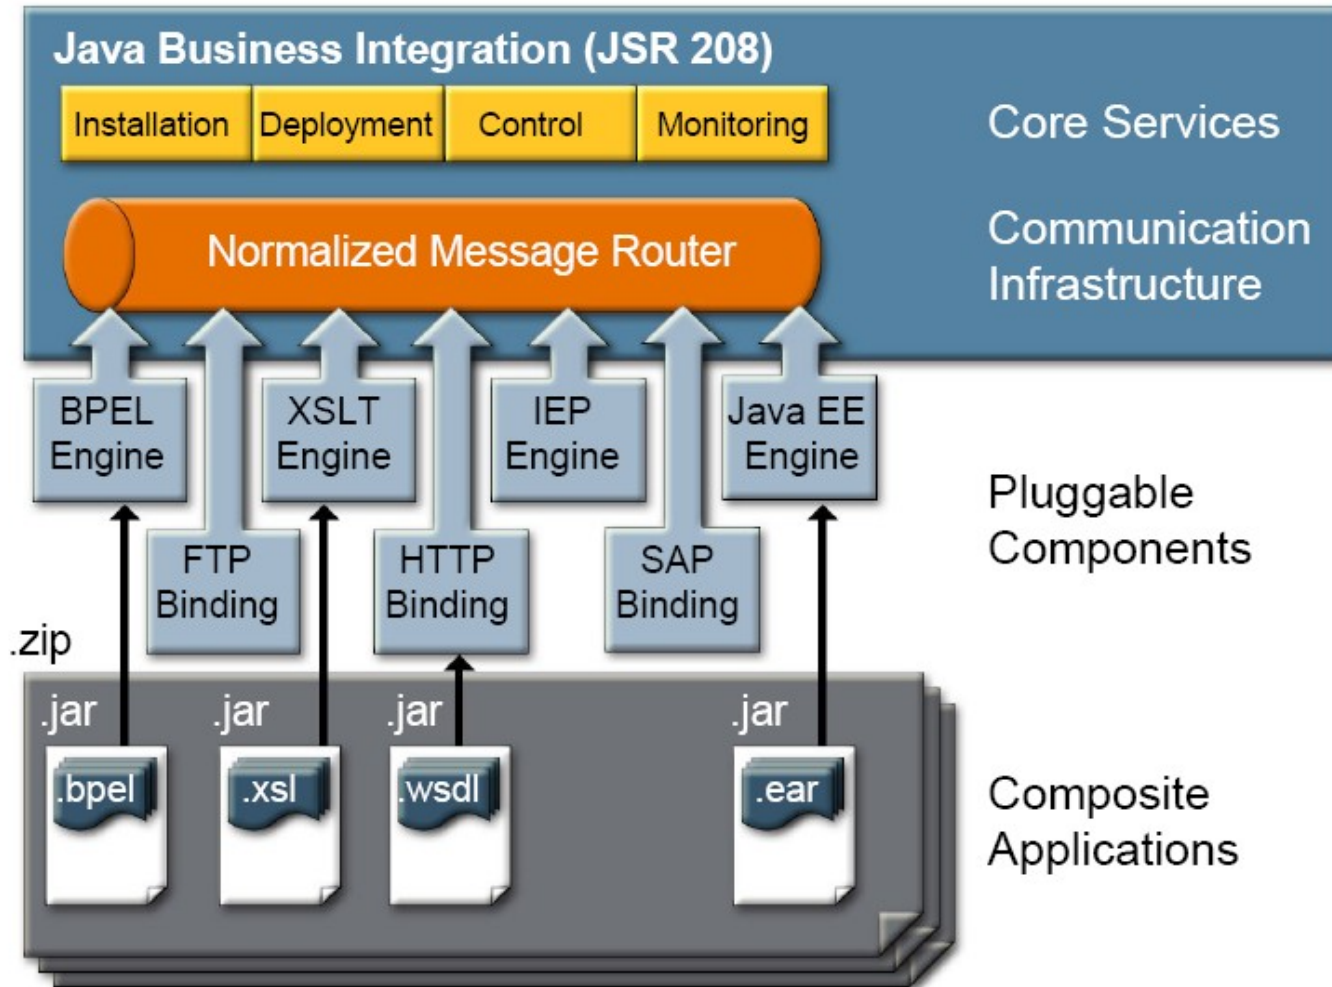 Java Business Integration (JSR 208)
Installation Deployment Control Monitoring
Core Services
Normalized Message Router
Communication
Infrastructure
BPEL
Engine
XSLT
Engine
IEP
Engine
Java EE
Engine
FTP
Binding
HTTP
Binding
SAP
Binding
Pluggable
Components
.zip
.jar .jar .jar .jar
.bpel .xsl .wsdl .ear
Composite
Applications